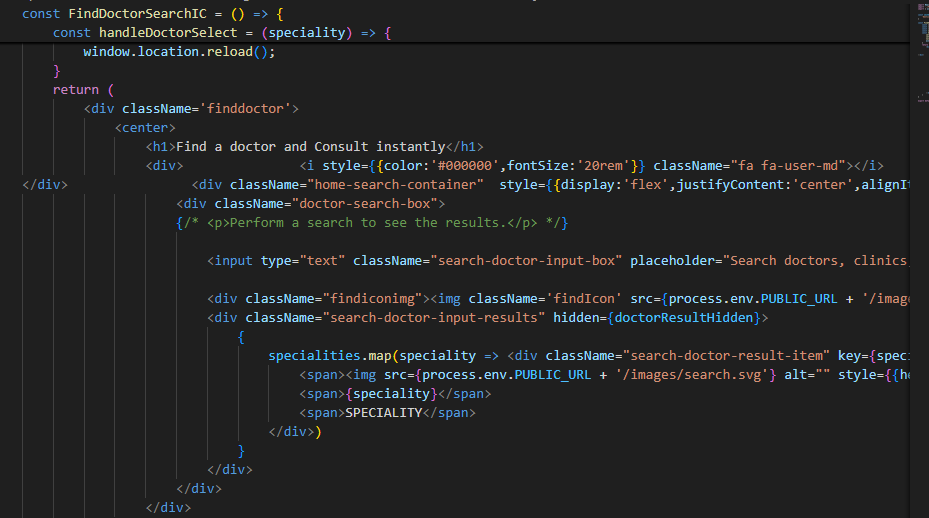 const FindDoctorSearchIC = () => {
    const handleDoctorSelect = (speciality) => {
        window.location.reload();
    }
    return (
        <div className='finddoctor'>
            <center>
                <h1>Find a doctor and Consult instantly</h1>
                <div>               <i style={{color:'#000000',fontSize:'20rem'}} className="fa fa-user-md"></i>
</div>                <div className="home-search-container"  style={{display:'flex',justifyContent:'center',alignIt
                    <div className="doctor-search-box">
                    {/* <p>Perform a search to see the results.</p> */}
                        <input type="text" className="search-doctor-input-box" placeholder="Search doctors, clinics,
                        <div className="findiconimg"><img className='findIcon' src={process.env.PUBLIC_URL + '/image
                        <div className="search-doctor-input-results" hidden={doctorResultHidden}>
                            {
                                specialities.map(speciality => <div className="search-doctor-result-item" key={speci
                                    <span><img src={process.env.PUBLIC_URL + '/images/search.svg'} alt="" style={{he
                                    <span>{speciality}</span>
                                    <span>SPECIALITY</span>
                                </div>)
                            }
                        </div>
                    </div>
                </div>